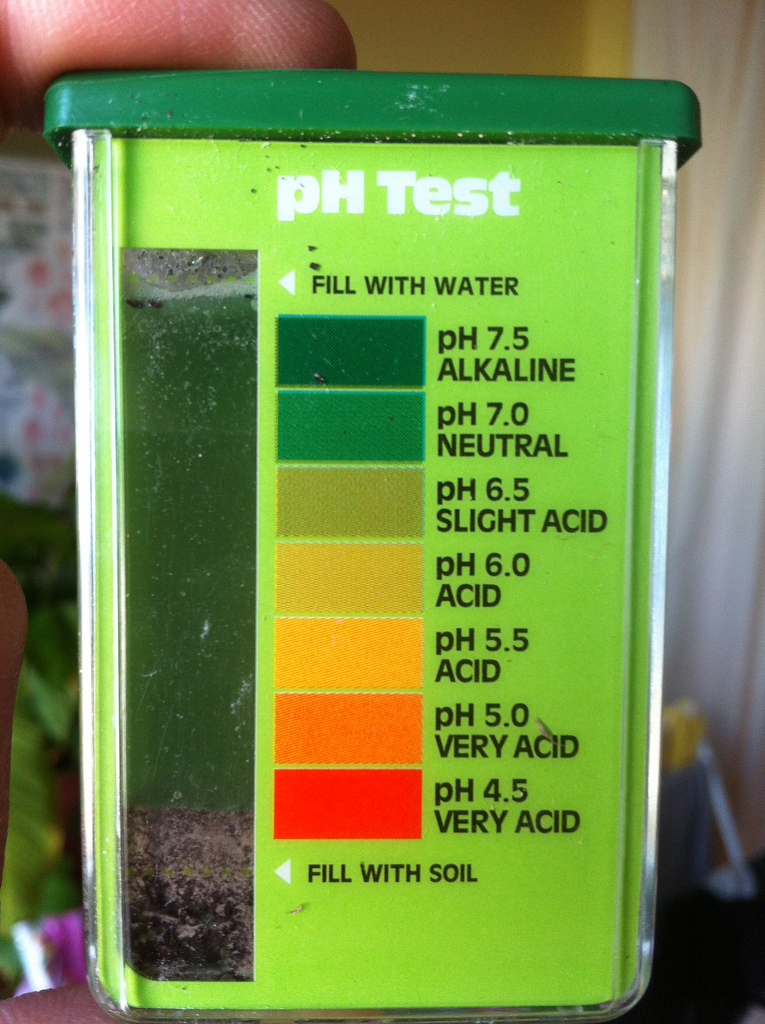 pH Test
FILL WITH WATER
pH 7.5
ALKALINE
pH 7.0
NEUTRAL
pH 6.5
SLIGHT ACID
pH 6.0
ACID
pH 5.5
ACID
pH 5.0
VERY ACID
pH 4.5
VERY ACID
FILL WITH SOIL